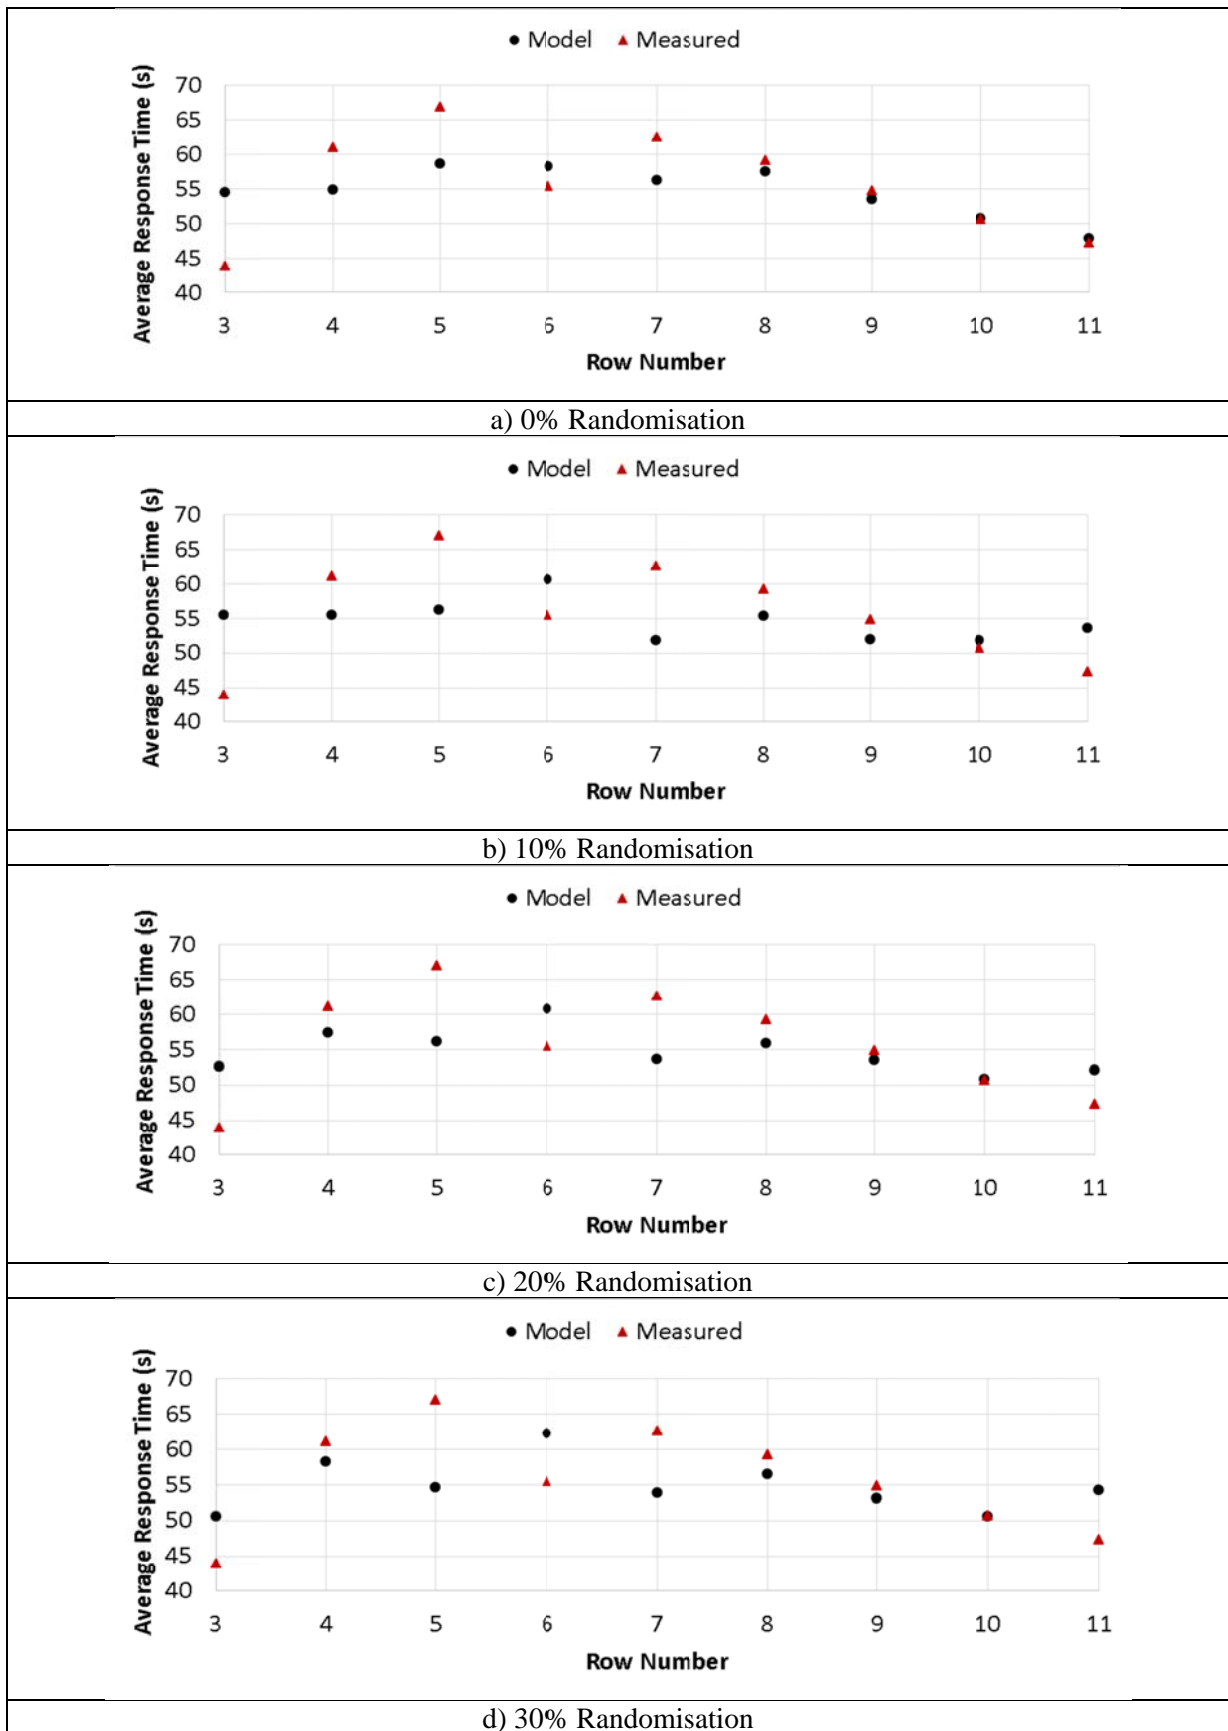 Model Measured
Average Response Time (s)
70
65
60
55
50
45
40
3 4 5 6 7 8 9 10 11
Row Number
a) 0% Randomisation
Model Measured
Average Response Time (s)
70
65
60
55
50
45
40
3 4 5 6 7 8 9 10 11
Row Number
b) 10% Randomisation
Model Measured
Average Response Time (s)
70
65
60
55
50
45
40
3 4 5 6 7 8 9 10 11
Row Number
c) 20% Randomisation
Model Measured
Average Response Time (s)
70
65
60
55
50
45
40
3 4 5 6 7 8 9 10 11
Row Number
d) 30% Randomisation